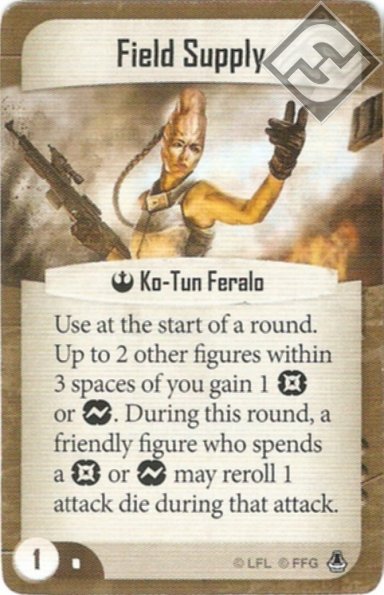 Field Supply
Ko-Tun Feralo
Use at the start of a round.
Up to 2 other figures within
3 spaces of you gain 1
or . During this round, a
friendly figure who spends
a or may reroll 1
attack die during that attack.
1
© LFL © FFG